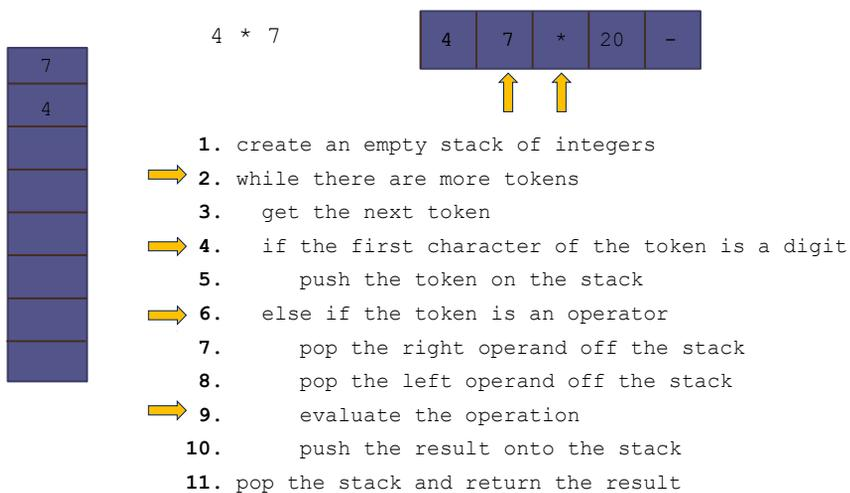 4 * 7
4 7 * 20 -
7
4
1. create an empty stack of integers
2. while there are more tokens
3. get the next token
4. if the first character of the token is a digit
5. push the token on the stack
6. else if the token is an operator
7. pop the right operand off the stack
8. pop the left operand off the stack
9. evaluate the operation
10. push the result onto the stack
11. pop the stack and return the result